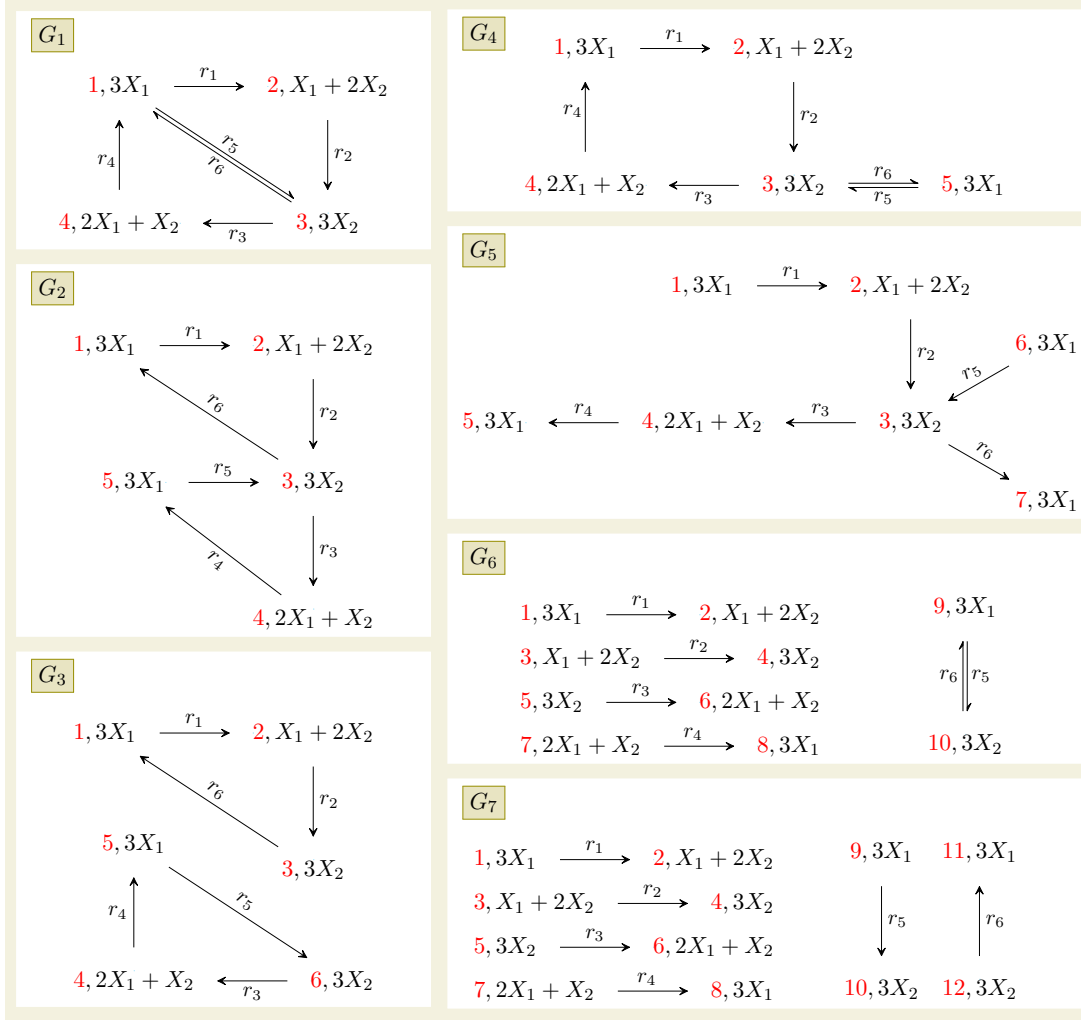 G₁
1, 3X₁ r₁ 2, X₁ + 2X₂
r₅
r₆
r₄ r₂
4, 2X₁ + X₂ r₃ 3, 3X₂
G₂
1, 3X₁ r₁ 2, X₁ + 2X₂
r₆ r₂
5, 3X₁ r₅ 3, 3X₂
r₄ r₃
4, 2X₁ + X₂
G₃
1, 3X₁ r₁ 2, X₁ + 2X₂
r₆ r₂
5, 3X₁ 3, 3X₂
r₄ r₅
4, 2X₁ + X₂ r₃ 6, 3X₂
G₄
1, 3X₁ r₁ 2, X₁ + 2X₂
r₄ r₂
4, 2X₁ + X₂ r₃ 3, 3X₂ r₆ r₅ 5, 3X₁
G₅
1, 3X₁ r₁ 2, X₁ + 2X₂
r₂ 6, 3X₁
r₅
5, 3X₁ r₄ 4, 2X₁ + X₂ r₃ 3, 3X₂
r₆
7, 3X₁
G₆
1, 3X₁ r₁ 2, X₁ + 2X₂
3, X₁ + 2X₂ r₂ 4, 3X₂
5, 3X₂ r₃ 6, 2X₁ + X₂
7, 2X₁ + X₂ r₄ 8, 3X₁
9, 3X₁
r₆ r₅
10, 3X₂
G₇
1, 3X₁ r₁ 2, X₁ + 2X₂
3, X₁ + 2X₂ r₂ 4, 3X₂
5, 3X₂ r₃ 6, 2X₁ + X₂
7, 2X₁ + X₂ r₄ 8, 3X₁
9, 3X₁ 11, 3X₁
r₅ r₆
10, 3X₂ 12, 3X₂